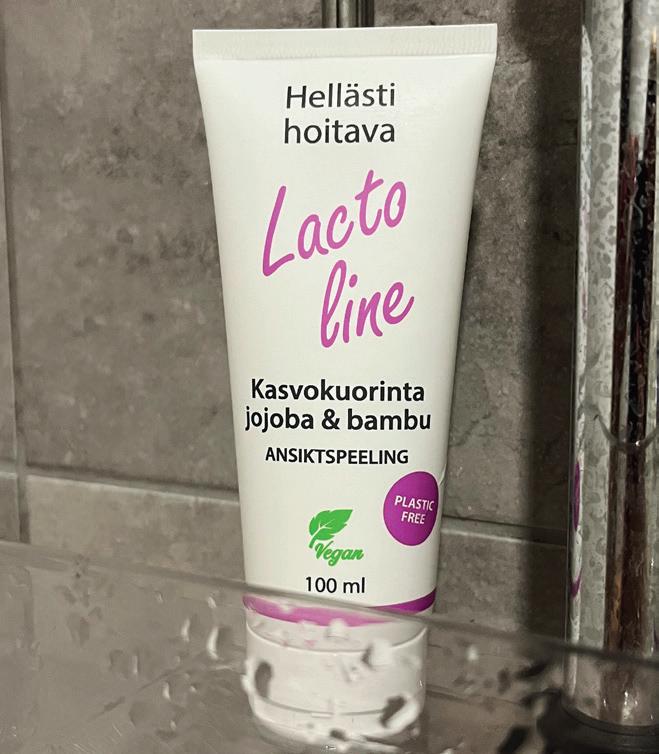 Hellästi
hoitava
Lacto
line
Kasvokuorinta
jojoba & bambu
ANSIKTSPEELING
PLASTIC
FREE
Vegan
100 ml